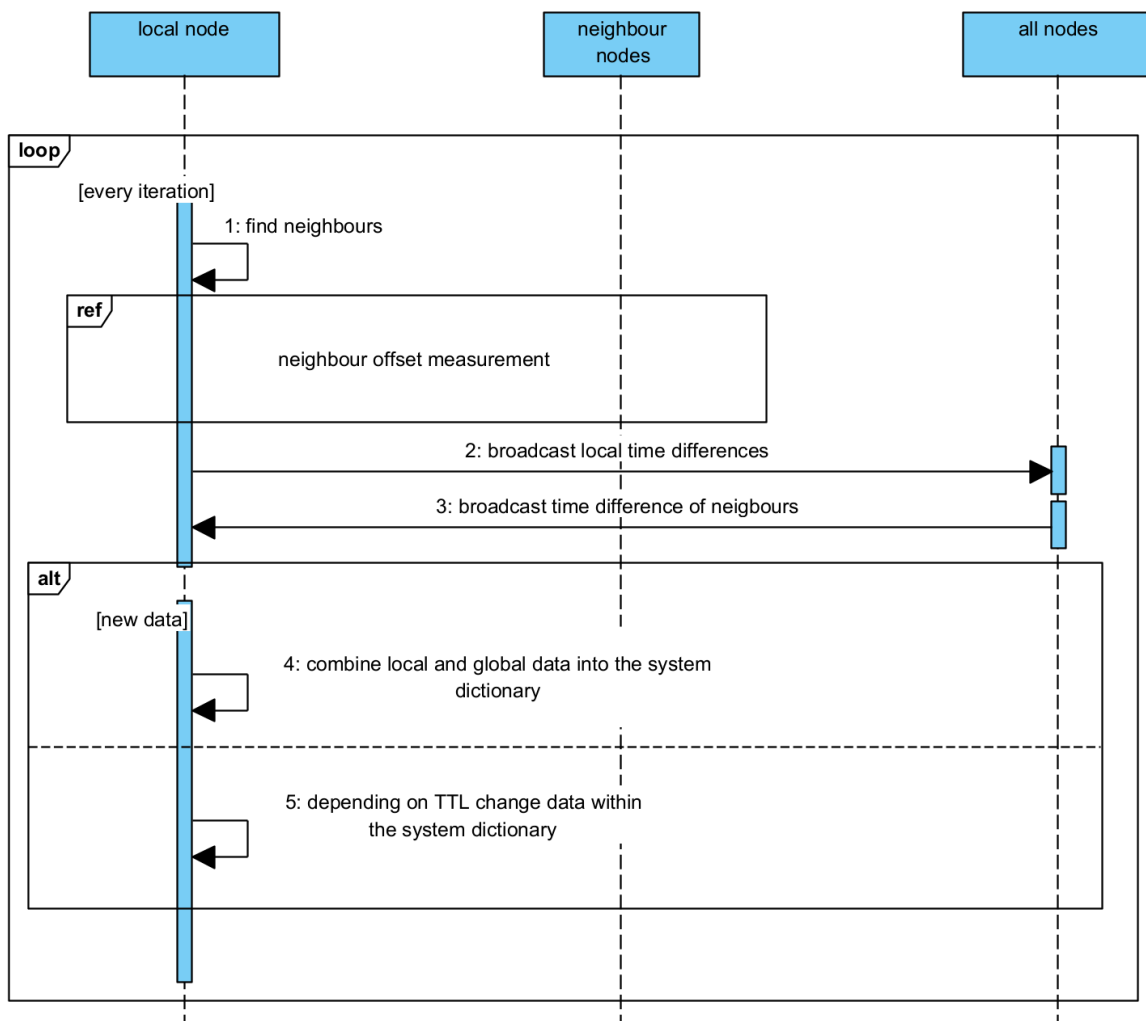 local node
neighbour
nodes
all nodes
loop
[every iteration]
1: find neighbours
ref
neighbour offset measurement
2: broadcast local time differences
3: broadcast time difference of neigbours
alt
[new data]
4: combine local and global data into the system
dictionary
5: depending on TTL change data within
the system dictionary